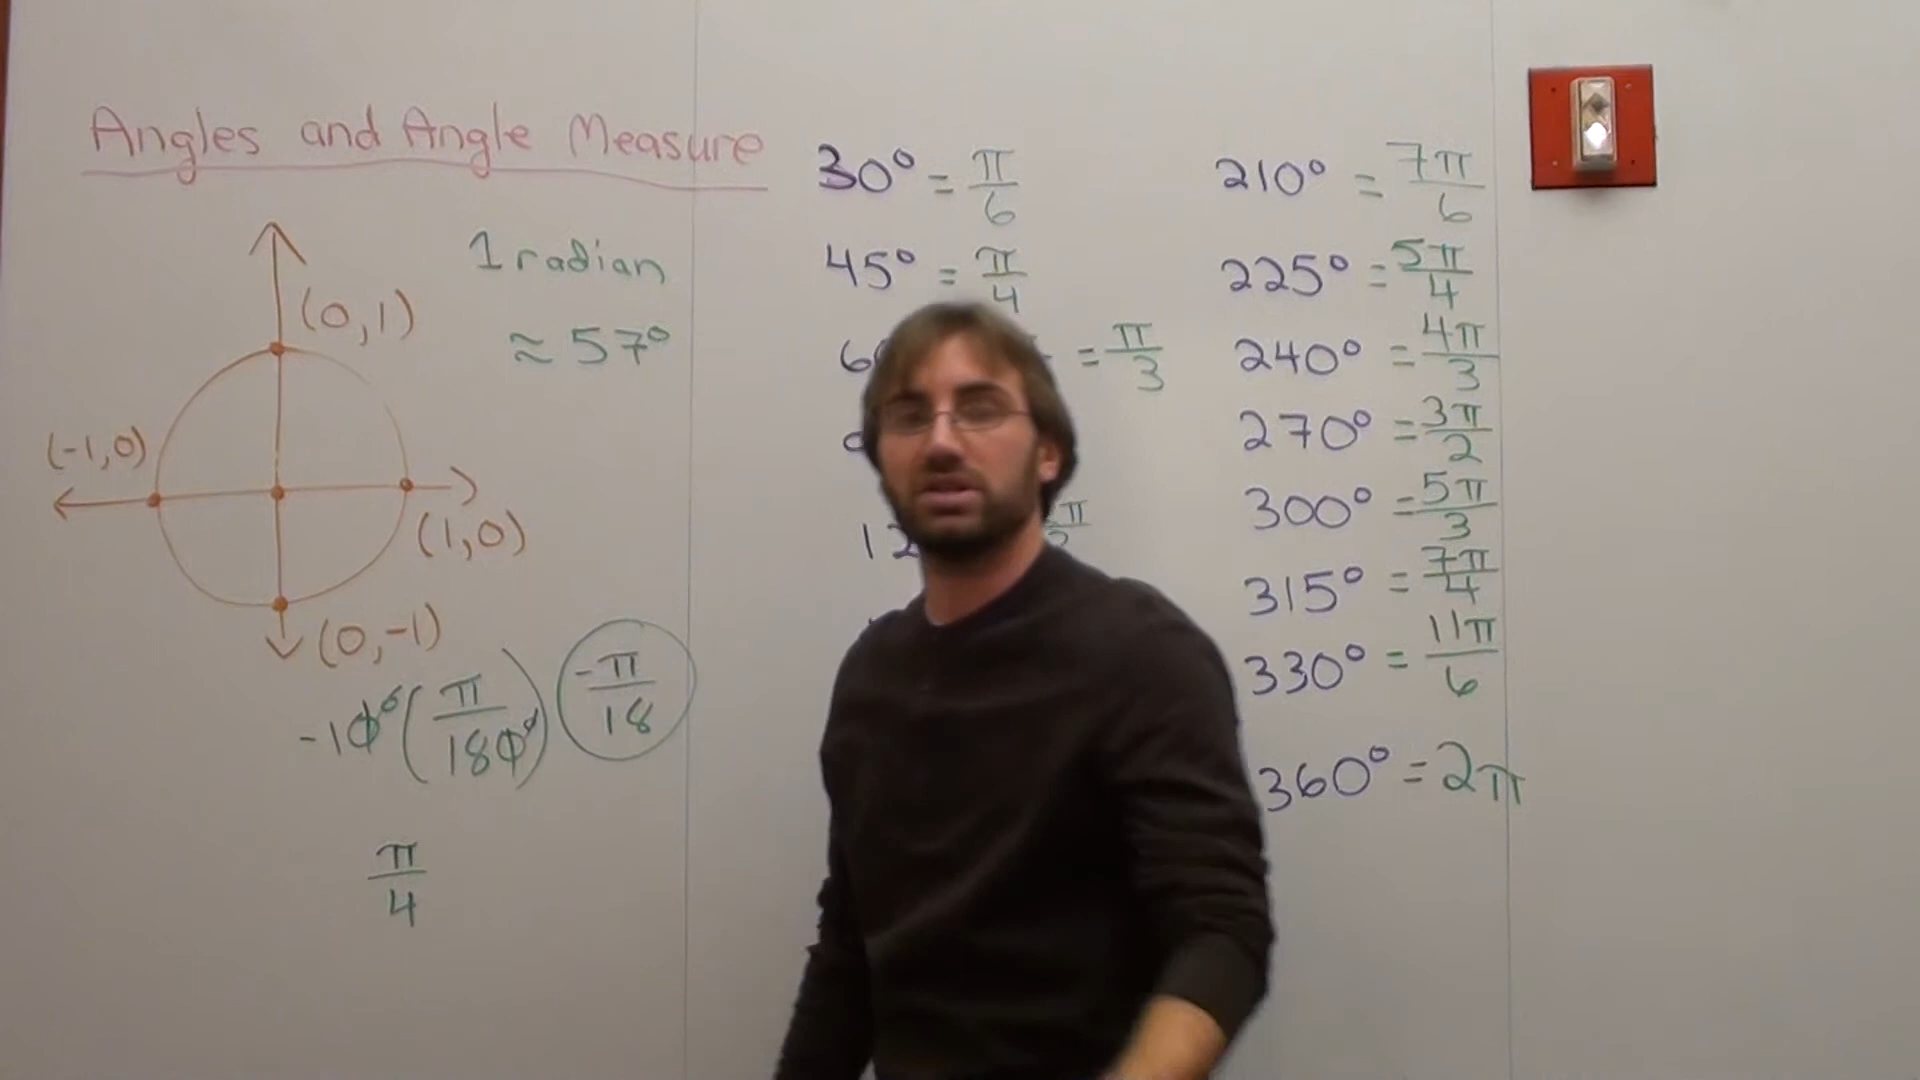 Angles and Angle Measure
1 radian
≈ 57°
(0,1)
(-1,0)
(1,0)
(0,-1)
-10° (π/180°) -π/18
π/4
30° = π/6
45° = π/4
= π/3
210° = 7π/6
225° = 5π/4
240° = 4π/3
270° = 3π/2
300° = 5π/3
315° = 7π/4
330° = 11π/6
360° = 2π